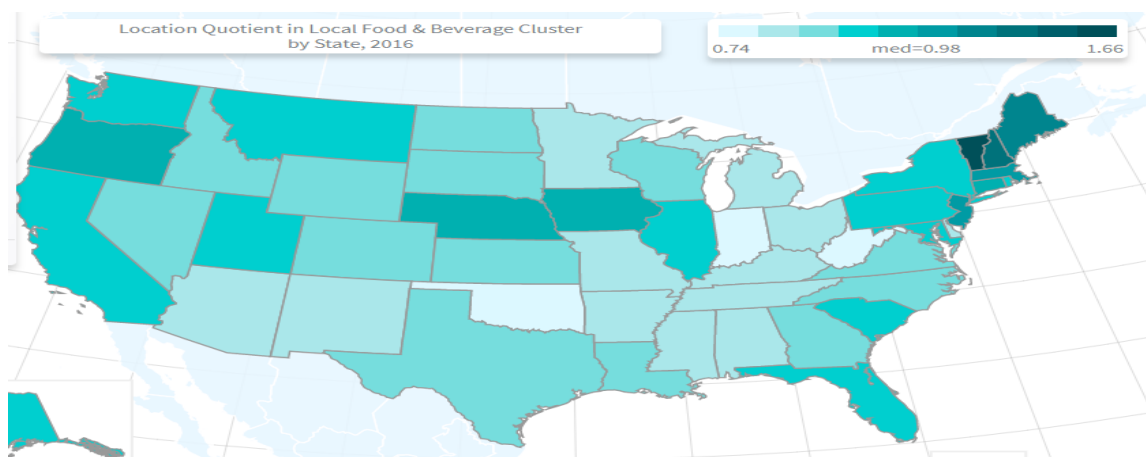 Location Quotient in Local Food & Beverage Cluster
by State, 2016
0.74 med=0.98 1.66